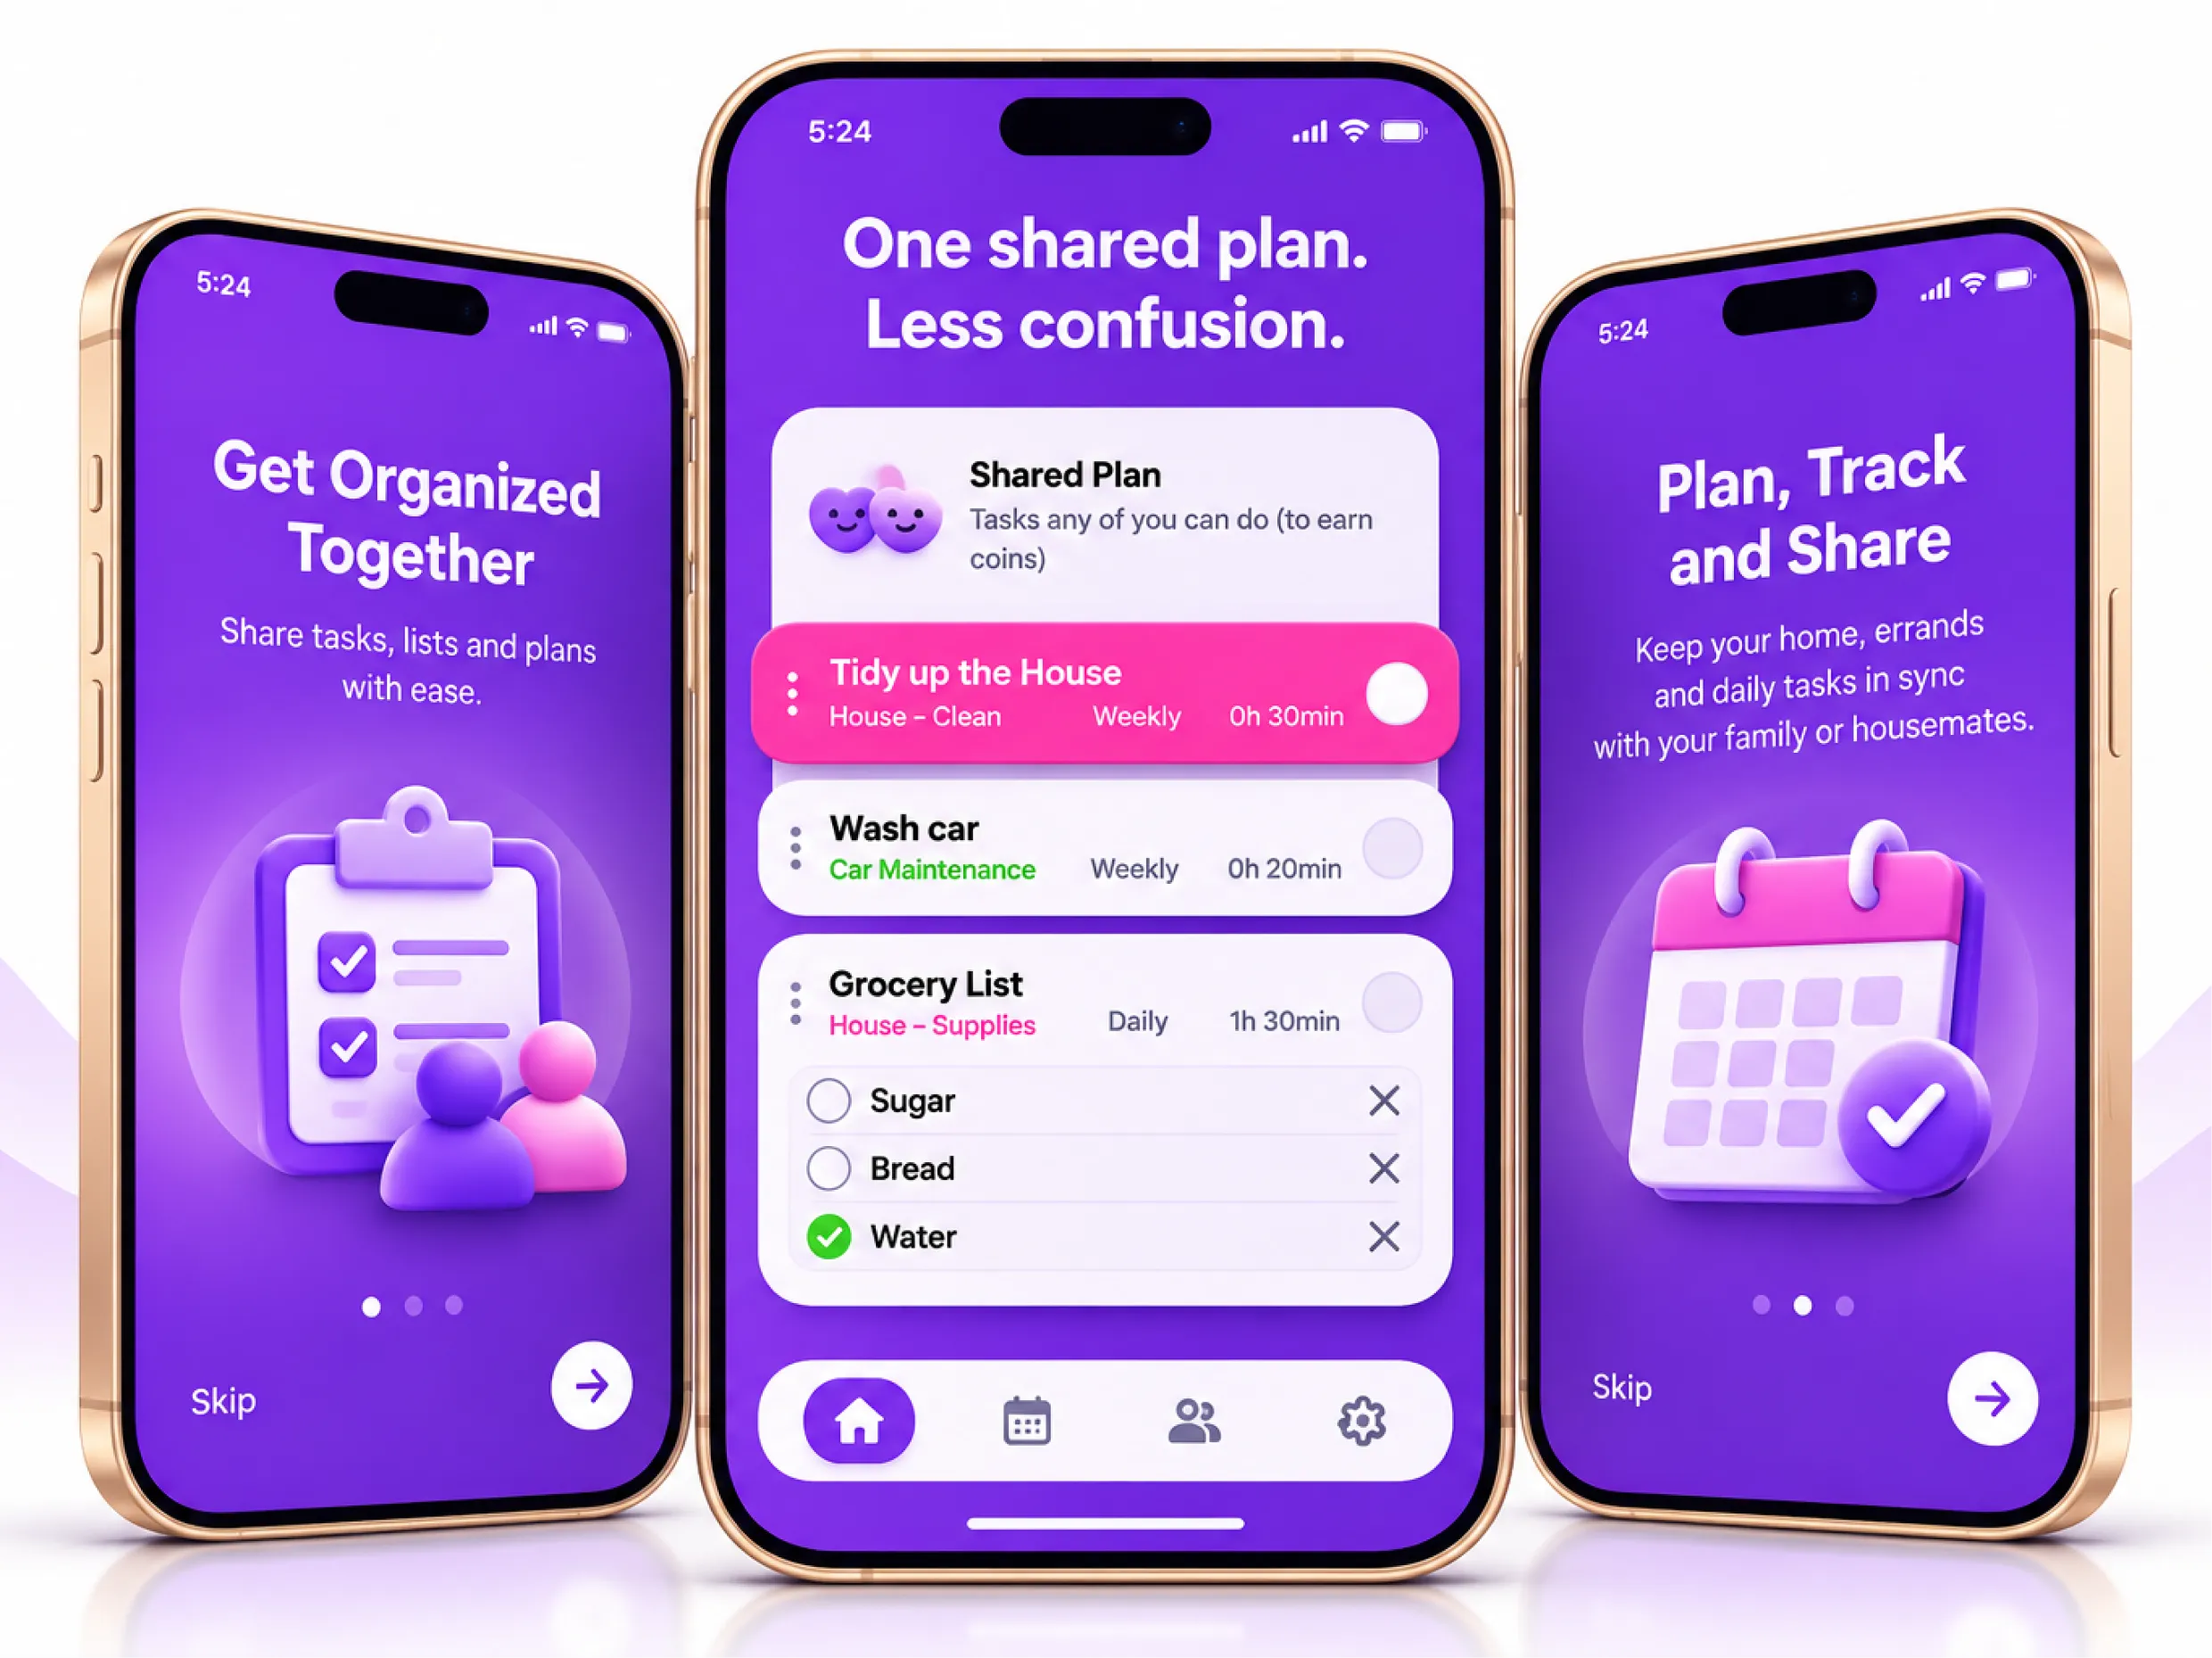 5:24
Get Organized
Together
Share tasks, lists and plans
with ease.
Skip
5:24
One shared plan.
Less confusion.
Shared Plan
Tasks any of you can do (to earn
coins)
Tidy up the House
House – Clean Weekly 0h 30min
Wash car
Car Maintenance Weekly 0h 20min
Grocery List
House – Supplies Daily 1h 30min
Sugar
Bread
Water
5:24
Plan, Track
and Share
Keep your home, errands
and daily tasks in sync
with your family or housemates.
Skip